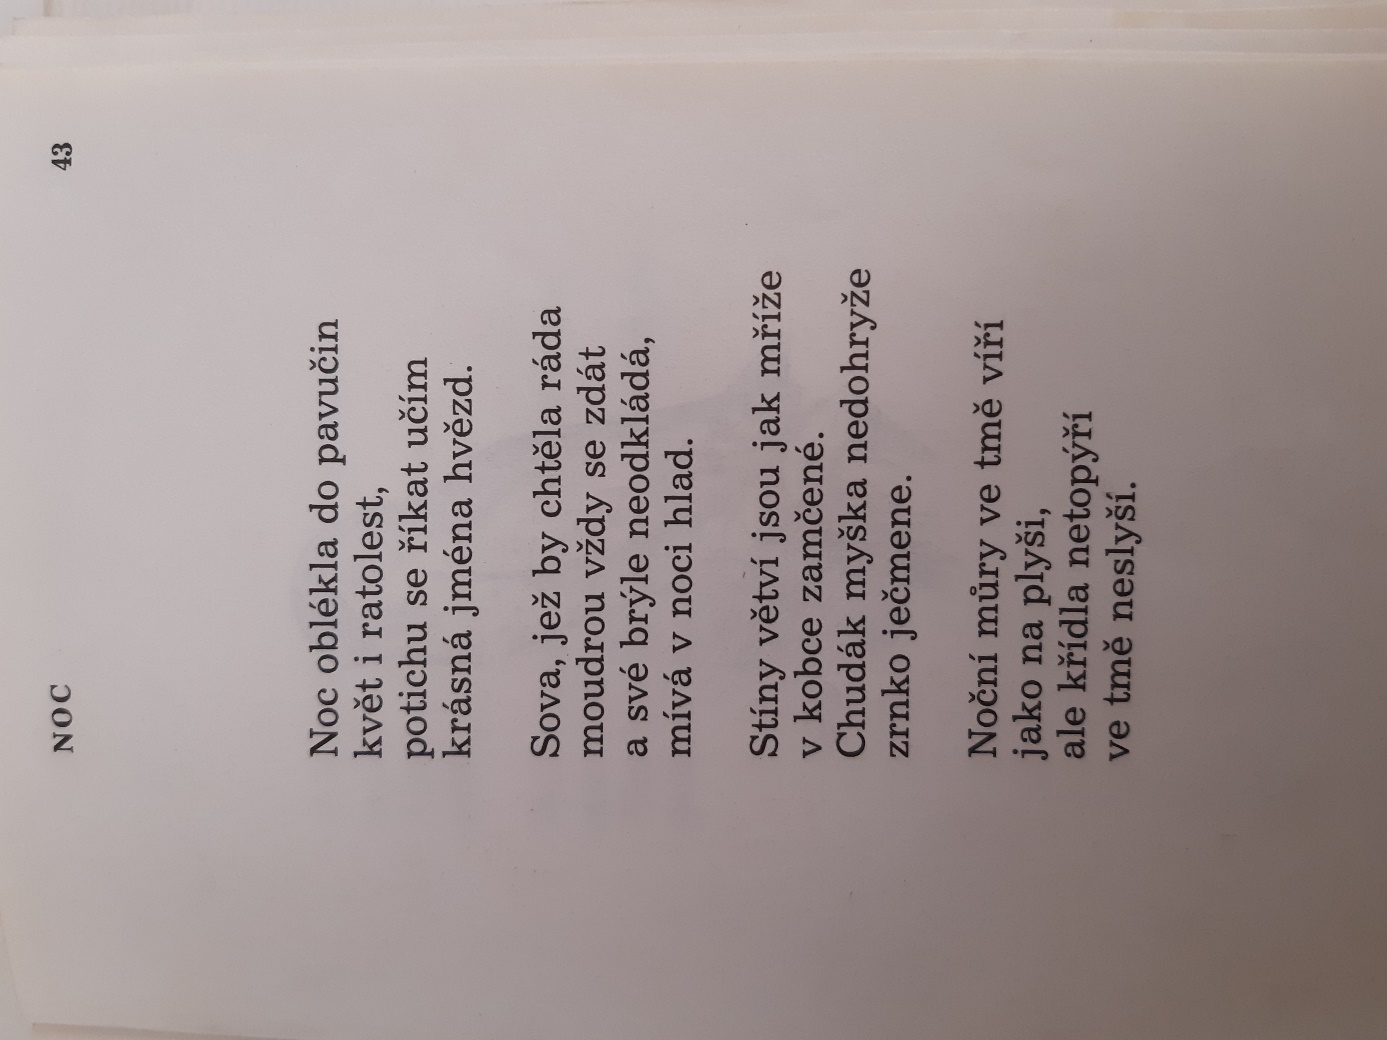 NOC 43
Noc oblékla do pavučin
květ i ratolest,
potichu se říkat učím
krásná jména hvězd.
Sova, jež by chtěla ráda
moudrou vždy se zdát
a své brýle neodkládá,
mívá v noci hlad.
Stíny větví jsou jak mříže
v kobce zamčené.
Chudák myška nedohryže
zrnko ječmene.
Noční můry ve tmě víří
jako na plyši,
ale křídla netopýří
ve tmě neslyší.